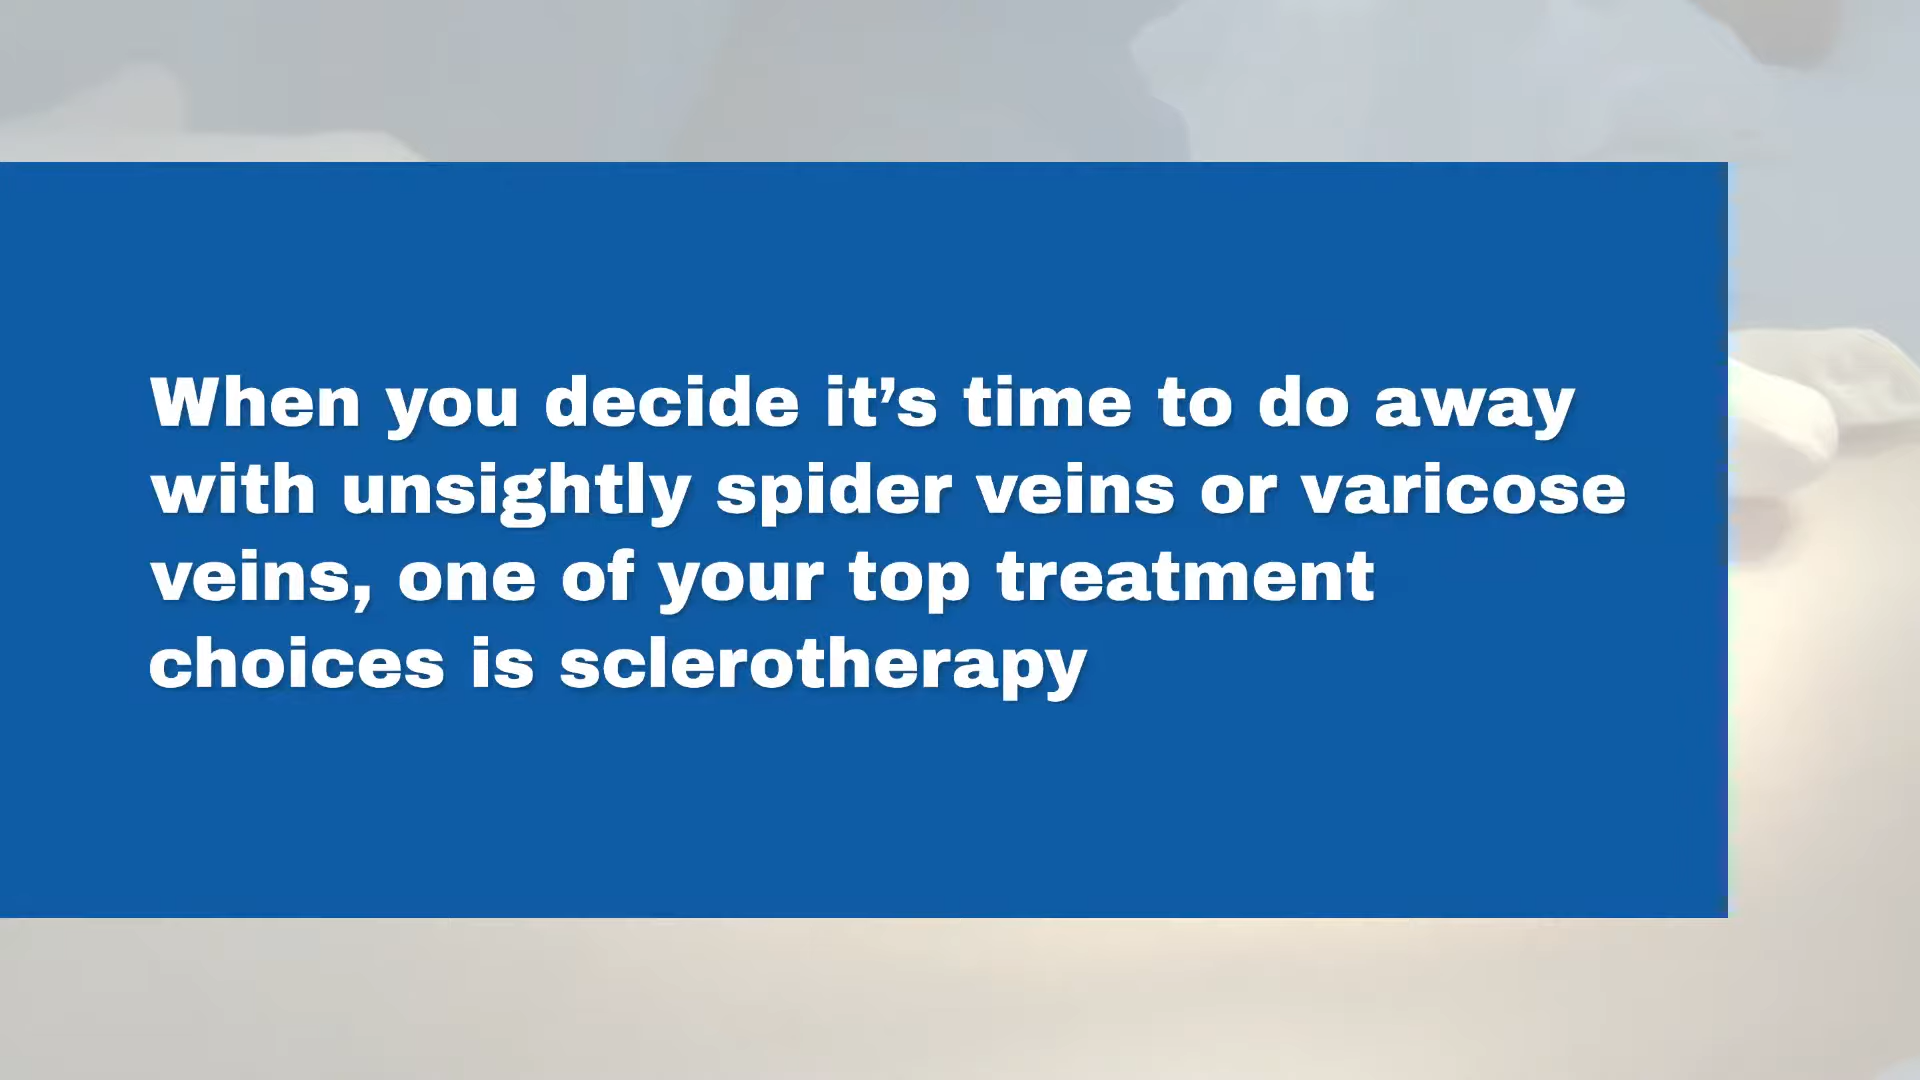 When you decide it’s time to do away
with unsightly spider veins or varicose
veins, one of your top treatment
choices is sclerotherapy